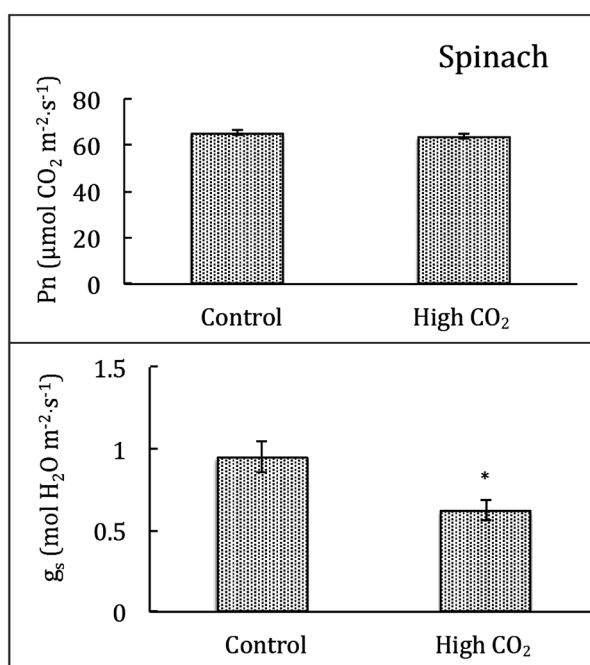 Spinach
Pn (μmol CO₂ m⁻²·s⁻¹)
80
60
40
20
0
Control High CO₂
gₛ (mol H₂O m⁻²·s⁻¹)
1.5
1
*
0.5
0
Control High CO₂